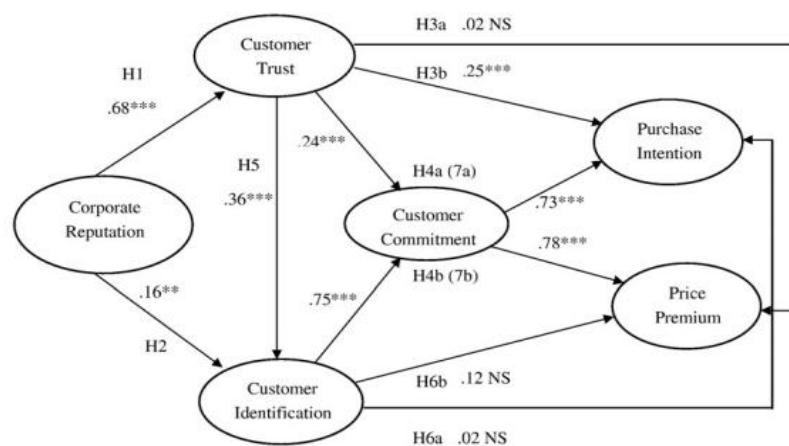 H3a .02 NS
Customer
Trust
H1
H3b .25***
.68***
Purchase
Intention
.24***
H5
H4a (7a)
.36***
Corporate
Reputation
Customer
Commitment
.73***
.78***
H4b (7b)
.16**
.75***
Price
Premium
H2
H6b .12 NS
Customer
Identification
H6a .02 NS